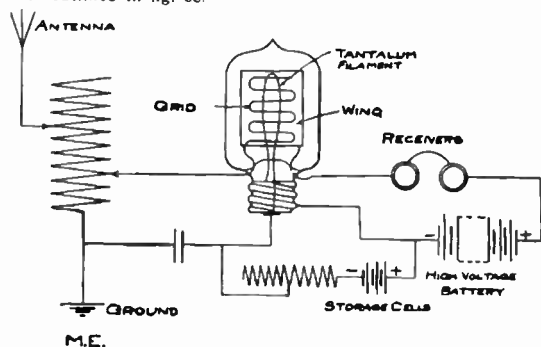 ANTENNA
TANTALUM
FILAMENT
GRID
WING
RECEIVERS
- +
- +
HIGH VOLTAGE
BATTERY
STORAGE CELLS
GROUND
M.E.